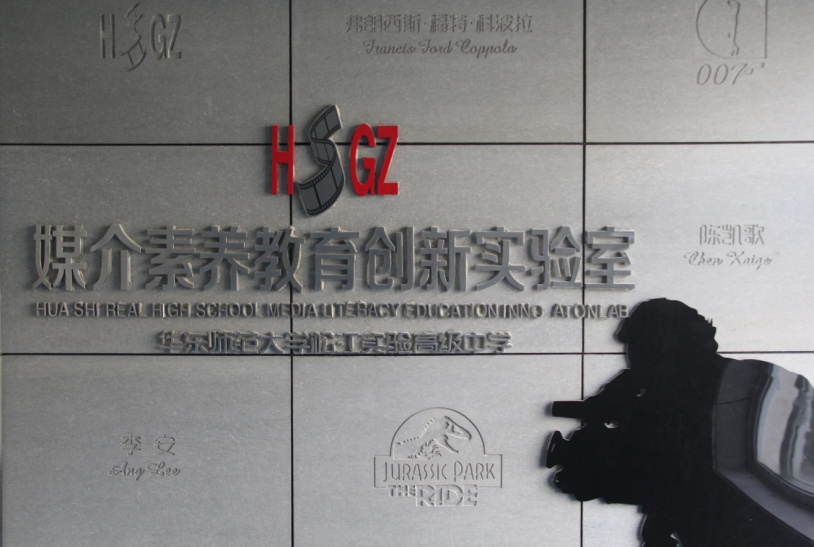 HSGZ
弗朗西斯·福特·科波拉
Francis Ford Coppola
007
HSGZ
媒介素养教育创新实验室
HUA SHI REAL HIGH SCHOOL MEDIA LITERACY EDUCATION INNO ATON LAB
华东师范大学松江实验高级中学
陈凯歌
Chen Kaige
李安
Ang Lee
JURASSIC PARK
THE RIDE